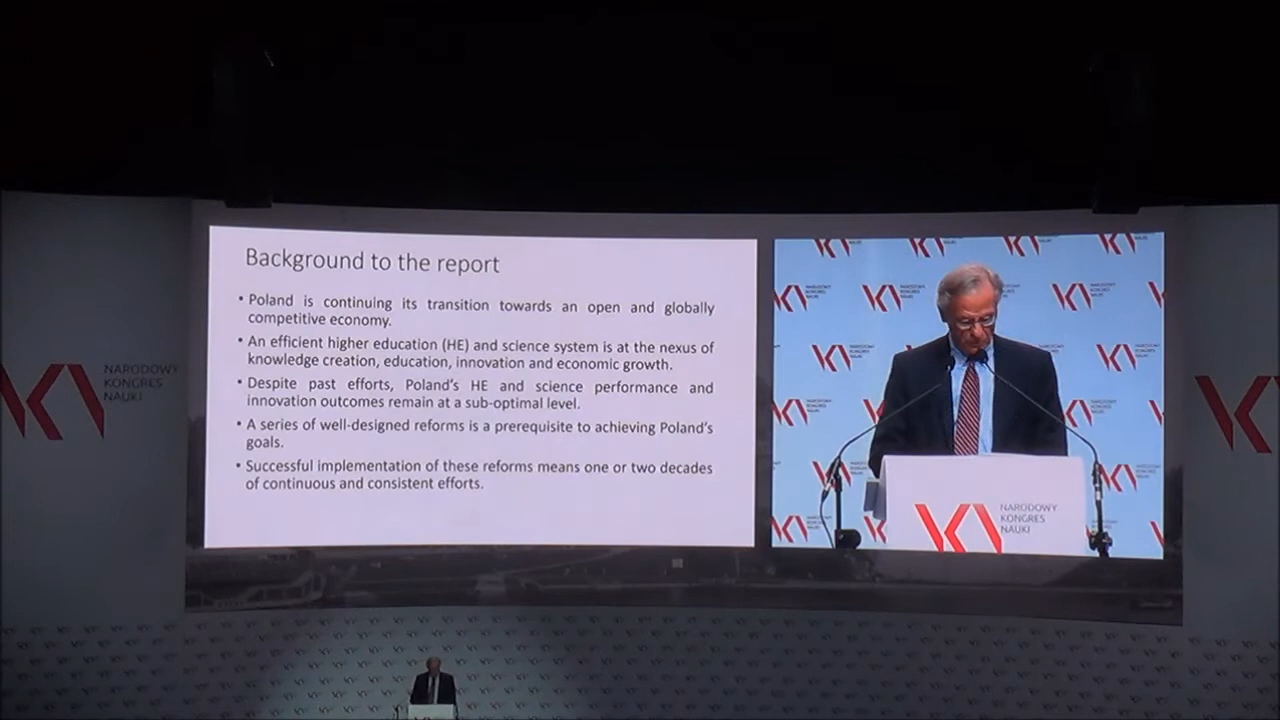 Background to the report
• Poland is continuing its transition towards an open and globally
competitive economy.
• An efficient higher education (HE) and science system is at the nexus of
knowledge creation, education, innovation and economic growth.
• Despite past efforts, Poland's HE and science performance and
innovation outcomes remain at a sub-optimal level.
• A series of well-designed reforms is a prerequisite to achieving Poland's
goals.
• Successful implementation of these reforms means one or two decades
of continuous and consistent efforts.
NARODOWY
KONGRES
NAUKI
NARODOWY
KONGRES
NAUKI